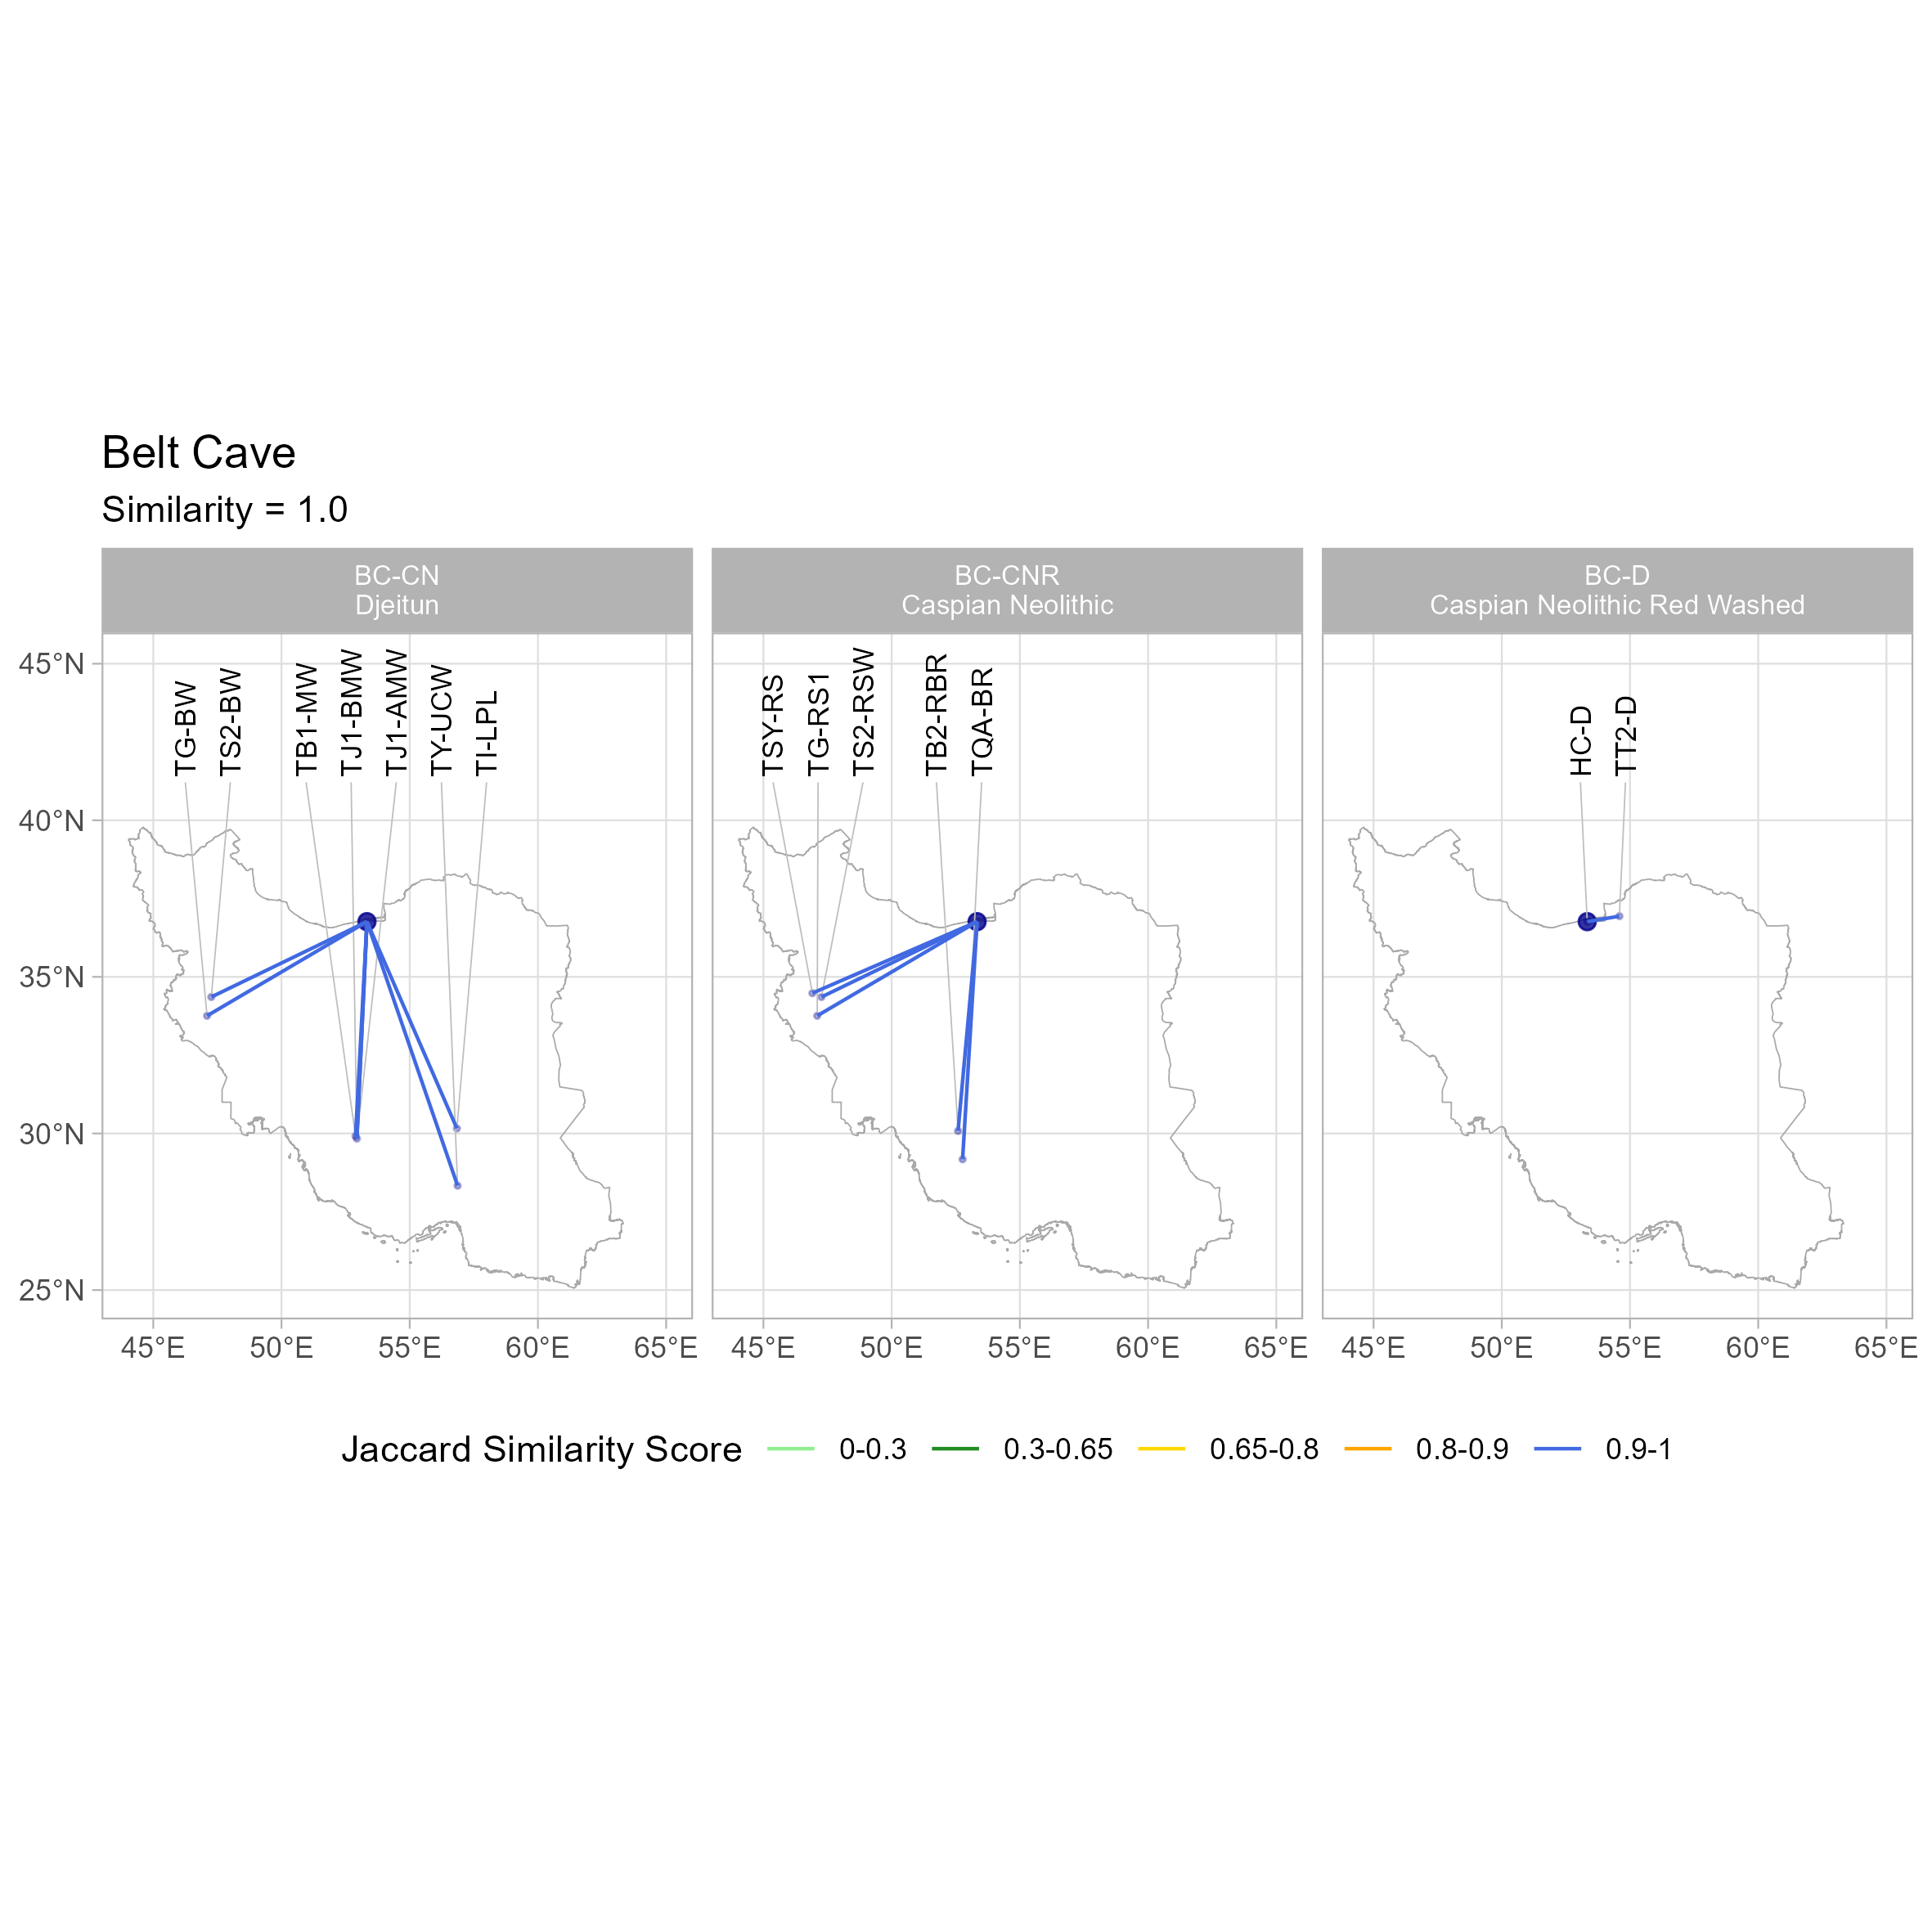 Belt Cave
Similarity = 1.0
BC-CN
Djeitun
BC-CNR
Caspian Neolithic
BC-D
Caspian Neolithic Red Washed
TG-BW
TS2-BW
TB1-MW
TJ1-BMW
TJ1-AMW
TY-UCW
TI-LPL
TSY-RS
TG-RS1
TS2-RSW
TB2-RBR
TQA-BR
HC-D
TT2-D
45°N
40°N
35°N
30°N
25°N
45°E 50°E 55°E 60°E 65°E
45°E 50°E 55°E 60°E 65°E
45°E 50°E 55°E 60°E 65°E
Jaccard Similarity Score 0-0.3 0.3-0.65 0.65-0.8 0.8-0.9 0.9-1